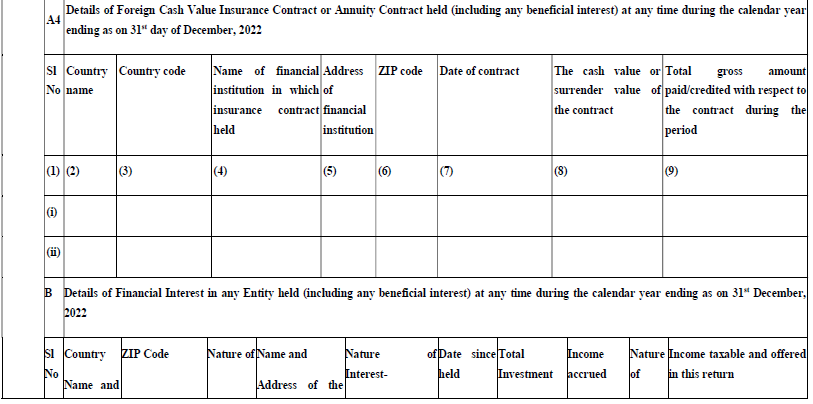 A4 Details of Foreign Cash Value Insurance Contract or Annuity Contract held (including any beneficial interest) at any time during the calendar year
ending as on 31st day of December, 2022
Sl No
Country name
Country code
Name of financial institution in which insurance contract held
Address of financial institution
ZIP code
Date of contract
The cash value or surrender value of the contract
Total gross amount paid/credited with respect to the contract during the period
(1) (2) (3) (4) (5) (6) (7) (8) (9)
(i)
(ii)
B Details of Financial Interest in any Entity held (including any beneficial interest) at any time during the calendar year ending as on 31st December,
2022
Sl No
Country Name and
ZIP Code
Nature of
Name and Address of the
Nature of Interest-
Date since held
Total Investment
Income accrued
Nature of
Income taxable and offered in this return